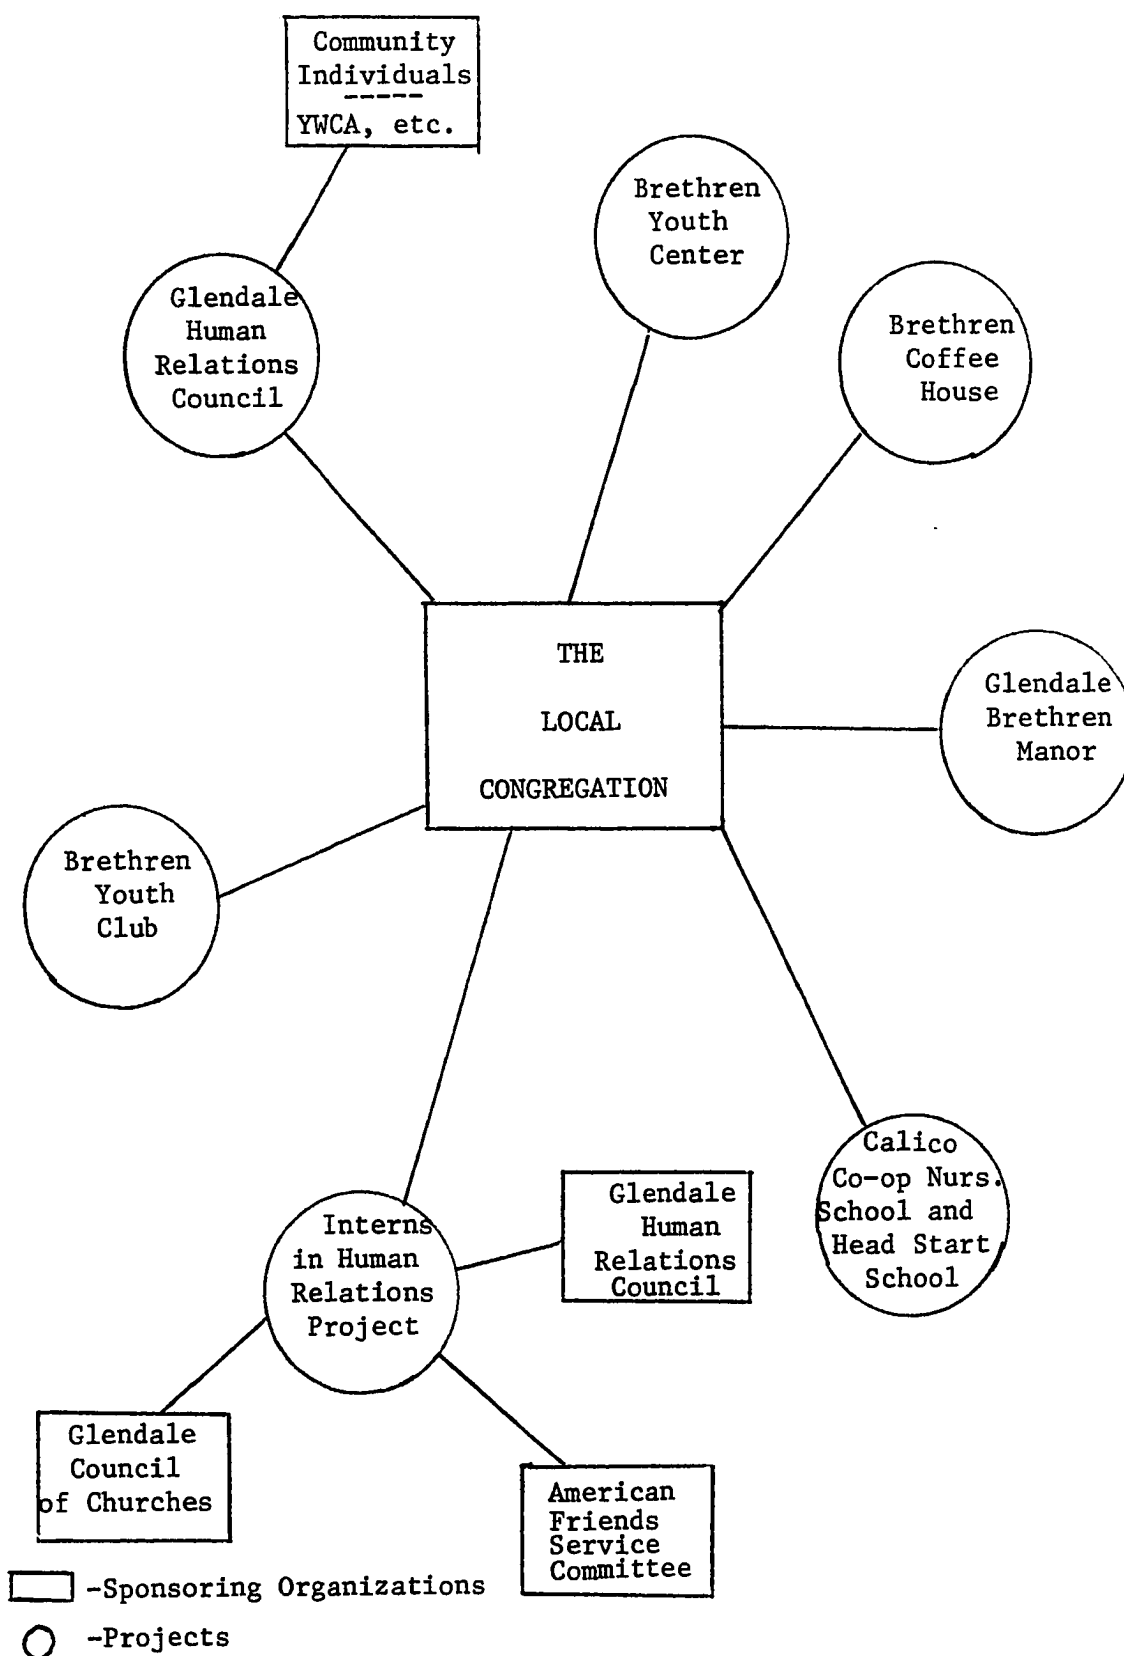 Community
Individuals
-----
YWCA, etc.
Brethren
Youth
Center
Glendale
Human
Relations
Council
Brethren
Coffee
House
THE
LOCAL
CONGREGATION
Glendale
Brethren
Manor
Brethren
Youth
Club
Calico
Co-op Nurs.
School and
Head Start
School
Interns
in Human
Relations
Project
Glendale
Human
Relations
Council
Glendale
Council
of Churches
American
Friends
Service
Committee
-Sponsoring Organizations
-Projects